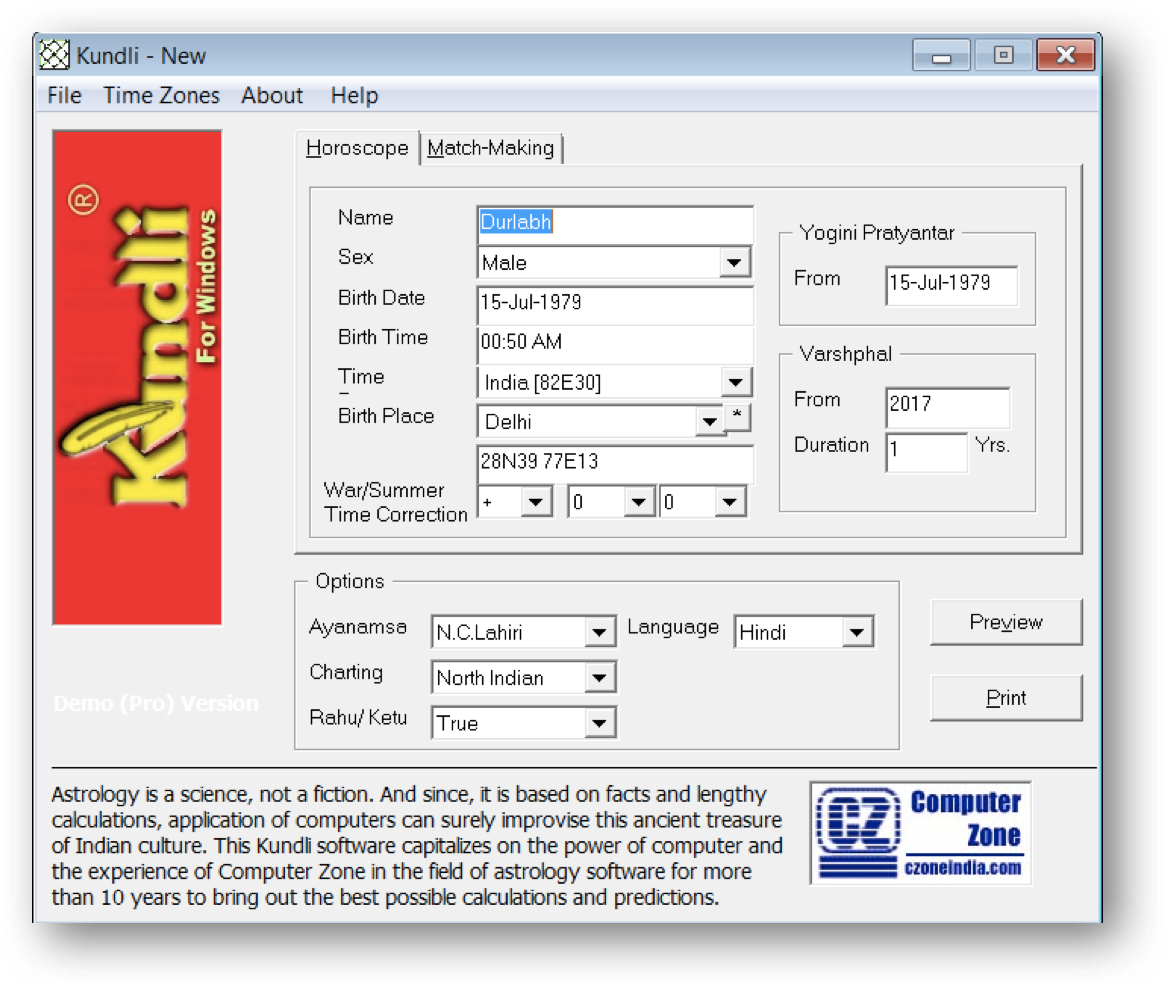 Kundli - New
File Time Zones About Help
Kundli ®
For Windows
Demo (Pro) Version
Horoscope Match-Making
Name Durlabh
Sex Male
Birth Date 15-Jul-1979
Birth Time 00:50 AM
Time India [82E30]
Birth Place Delhi *
28N39 77E13
War/Summer
Time Correction + 0 0
Yogini Pratyantar
From 15-Jul-1979
Varshphal
From 2017
Duration 1 Yrs.
Options
Ayanamsa N.C.Lahiri Language Hindi
Charting North Indian
Rahu/ Ketu True
Preview
Print
Astrology is a science, not a fiction. And since, it is based on facts and lengthy
calculations, application of computers can surely improvise this ancient treasure
of Indian culture. This Kundli software capitalizes on the power of computer and
the experience of Computer Zone in the field of astrology software for more
than 10 years to bring out the best possible calculations and predictions.
CZ
Computer
Zone
czoneindia.com